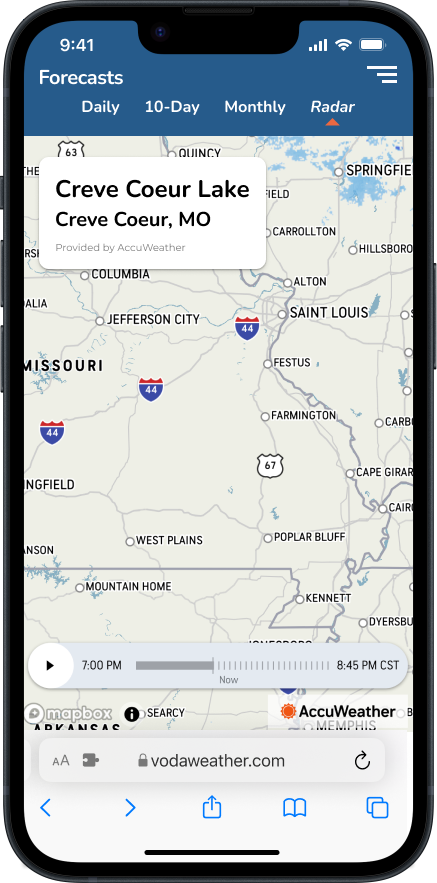 9:41
Forecasts
Daily 10-Day Monthly Radar
63
QUINCY
SPRINGFIE
Creve Coeur Lake
Creve Coeur, MO
Provided by AccuWeather
FIELD
CARROLLTON
HILLSBORO
COLUMBIA
ALTON
DALIA
JEFFERSON CITY
44
SAINT LOUIS
S
MISSOURI
FESTUS
44
FARMINGTON
CARBO
44
67
CAPE GIRAR
INGFIELD
CAIRO
WEST PLAINS
POPLAR BLUFF
ANSON
MOUNTAIN HOME
KENNETT
DYERSBU
JONESBORO
7:00 PM
8:45 PM CST
Now
mapbox
SEARCY
AccuWeather
ARKANSAS
MEMPHIS
AA
vodaweather.com